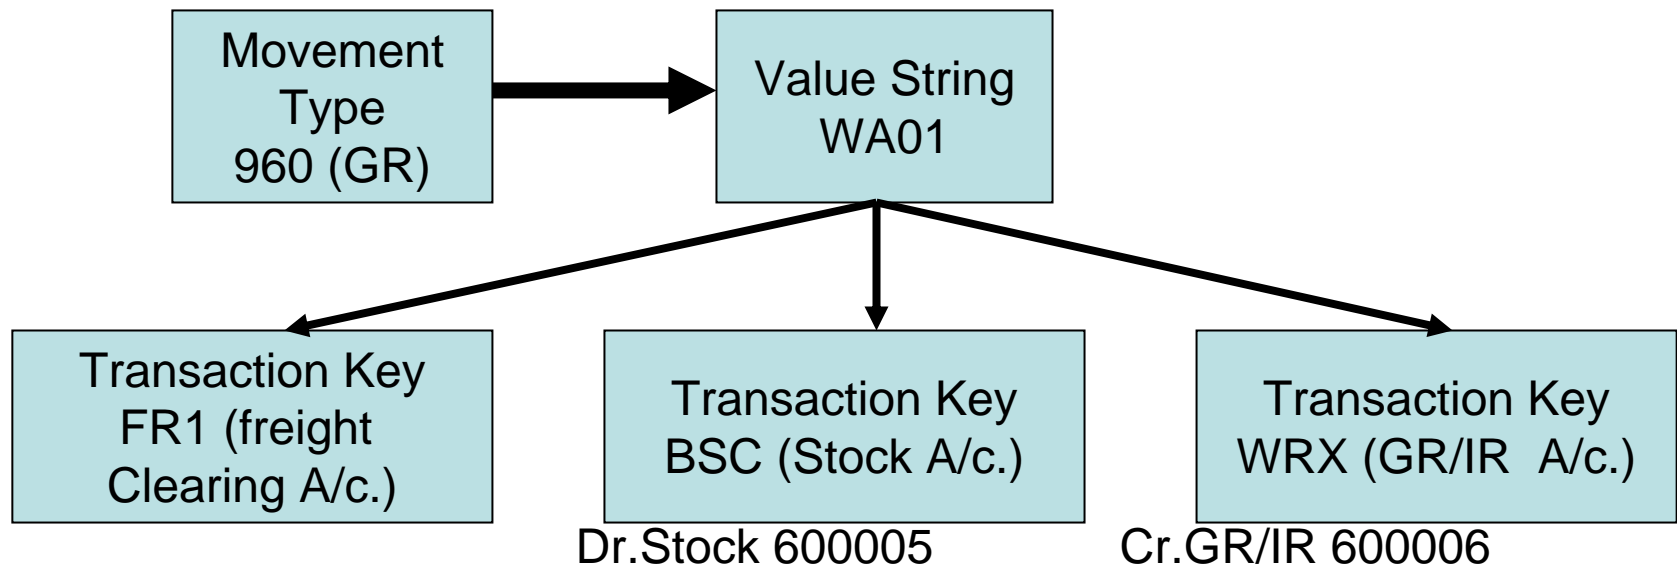 Movement
Type
960 (GR)
Value String
WA01
Transaction Key
FR1 (freight
Clearing A/c.)
Transaction Key
BSC (Stock A/c.)
Transaction Key
WRX (GR/IR A/c.)
Dr.Stock 600005
Cr.GR/IR 600006